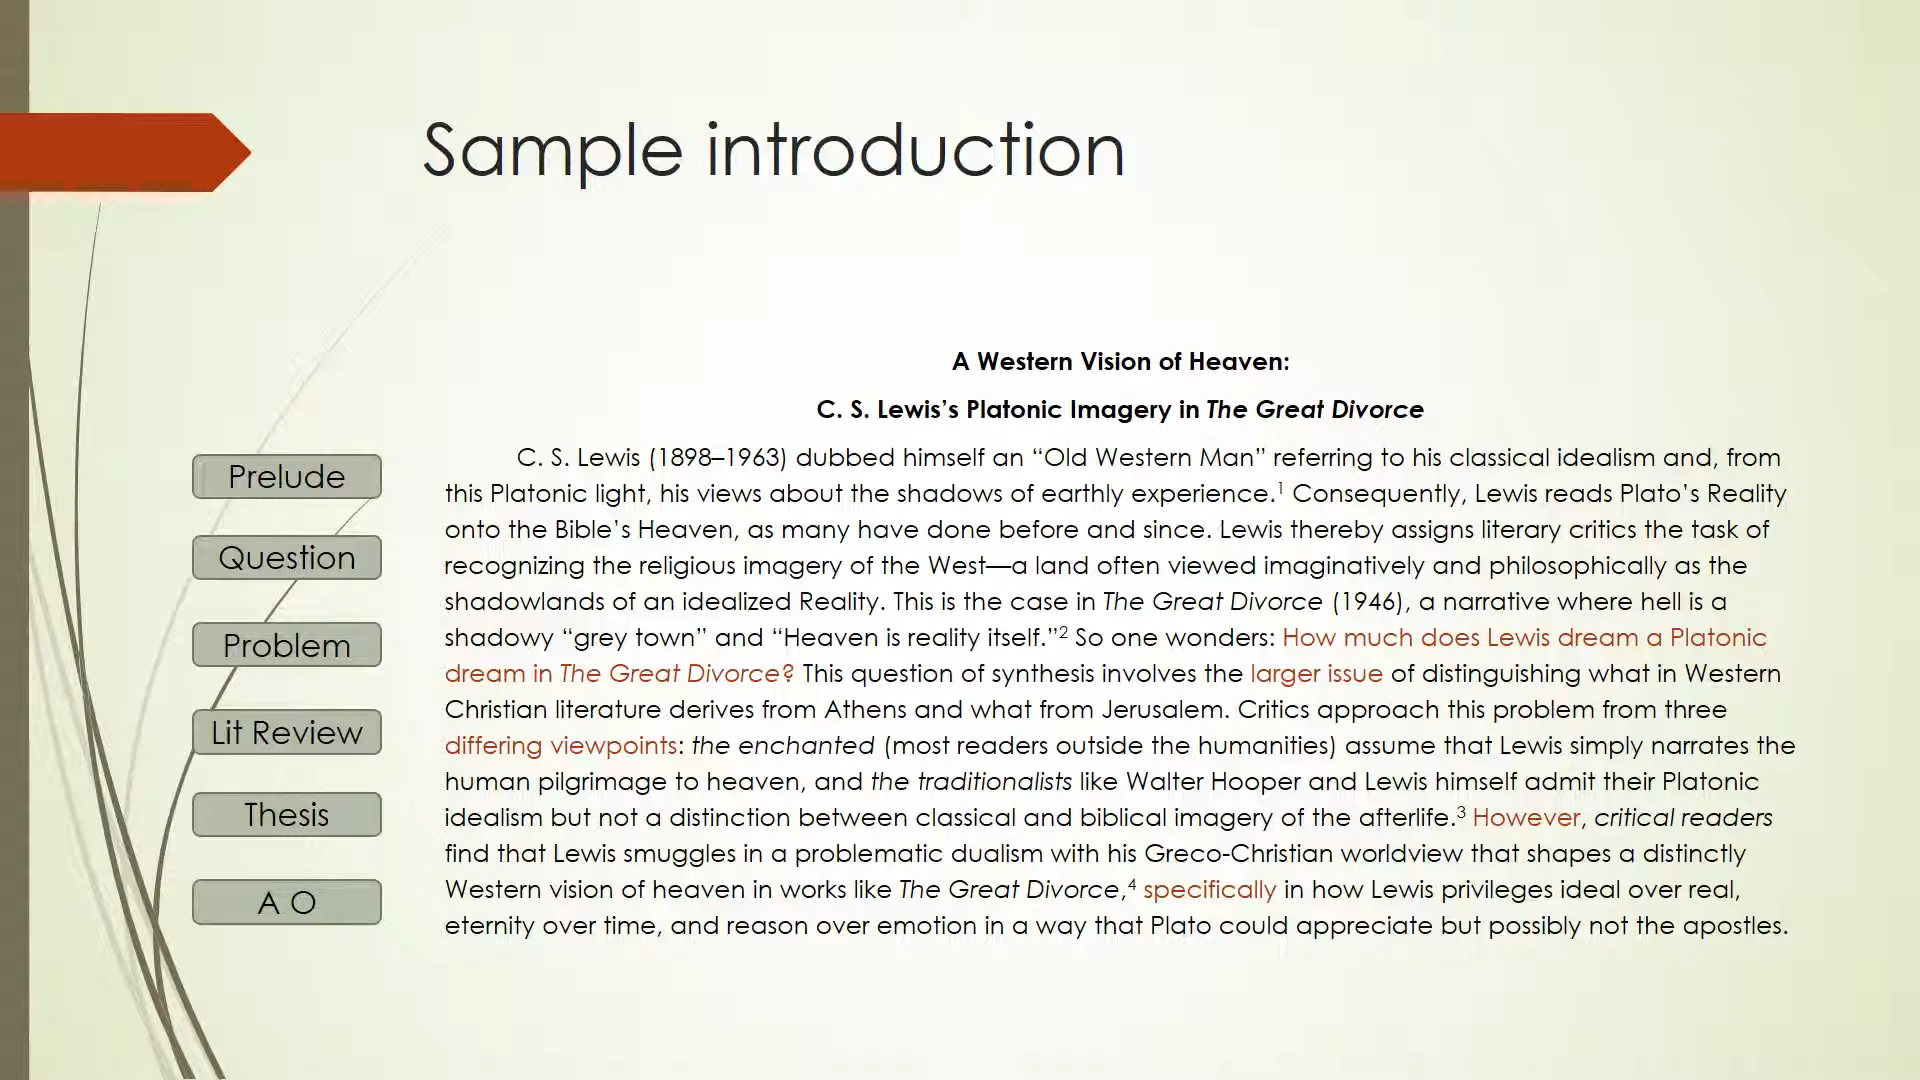 Sample introduction
A Western Vision of Heaven:
C. S. Lewis’s Platonic Imagery in The Great Divorce
Prelude
Question
Problem
Lit Review
Thesis
A O
C. S. Lewis (1898–1963) dubbed himself an “Old Western Man” referring to his classical idealism and, from
this Platonic light, his views about the shadows of earthly experience.1 Consequently, Lewis reads Plato’s Reality
onto the Bible’s Heaven, as many have done before and since. Lewis thereby assigns literary critics the task of
recognizing the religious imagery of the West—a land often viewed imaginatively and philosophically as the
shadowlands of an idealized Reality. This is the case in The Great Divorce (1946), a narrative where hell is a
shadowy “grey town” and “Heaven is reality itself.”2 So one wonders: How much does Lewis dream a Platonic
dream in The Great Divorce? This question of synthesis involves the larger issue of distinguishing what in Western
Christian literature derives from Athens and what from Jerusalem. Critics approach this problem from three
differing viewpoints: the enchanted (most readers outside the humanities) assume that Lewis simply narrates the
human pilgrimage to heaven, and the traditionalists like Walter Hooper and Lewis himself admit their Platonic
idealism but not a distinction between classical and biblical imagery of the afterlife.3 However, critical readers
find that Lewis smuggles in a problematic dualism with his Greco-Christian worldview that shapes a distinctly
Western vision of heaven in works like The Great Divorce,4 specifically in how Lewis privileges ideal over real,
eternity over time, and reason over emotion in a way that Plato could appreciate but possibly not the apostles.